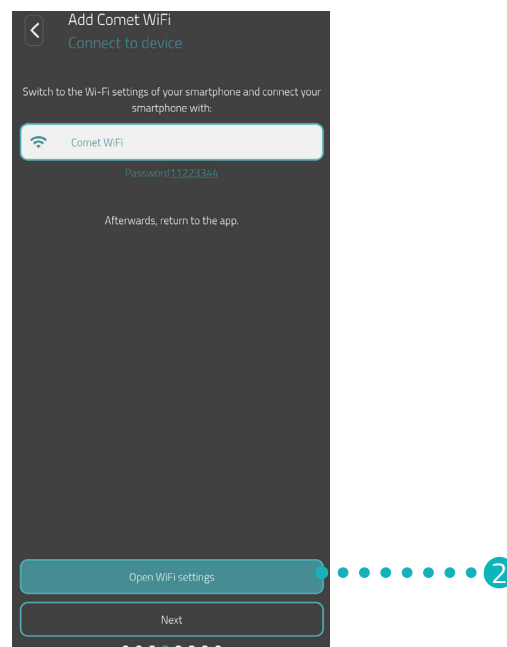 Add Comet WiFi
Connect to device
Switch to the Wi-Fi settings of your smartphone and connect your
smartphone with:
Comet WiFi
Password11223344
Afterwards, return to the app.
Open WiFi settings
2
Next